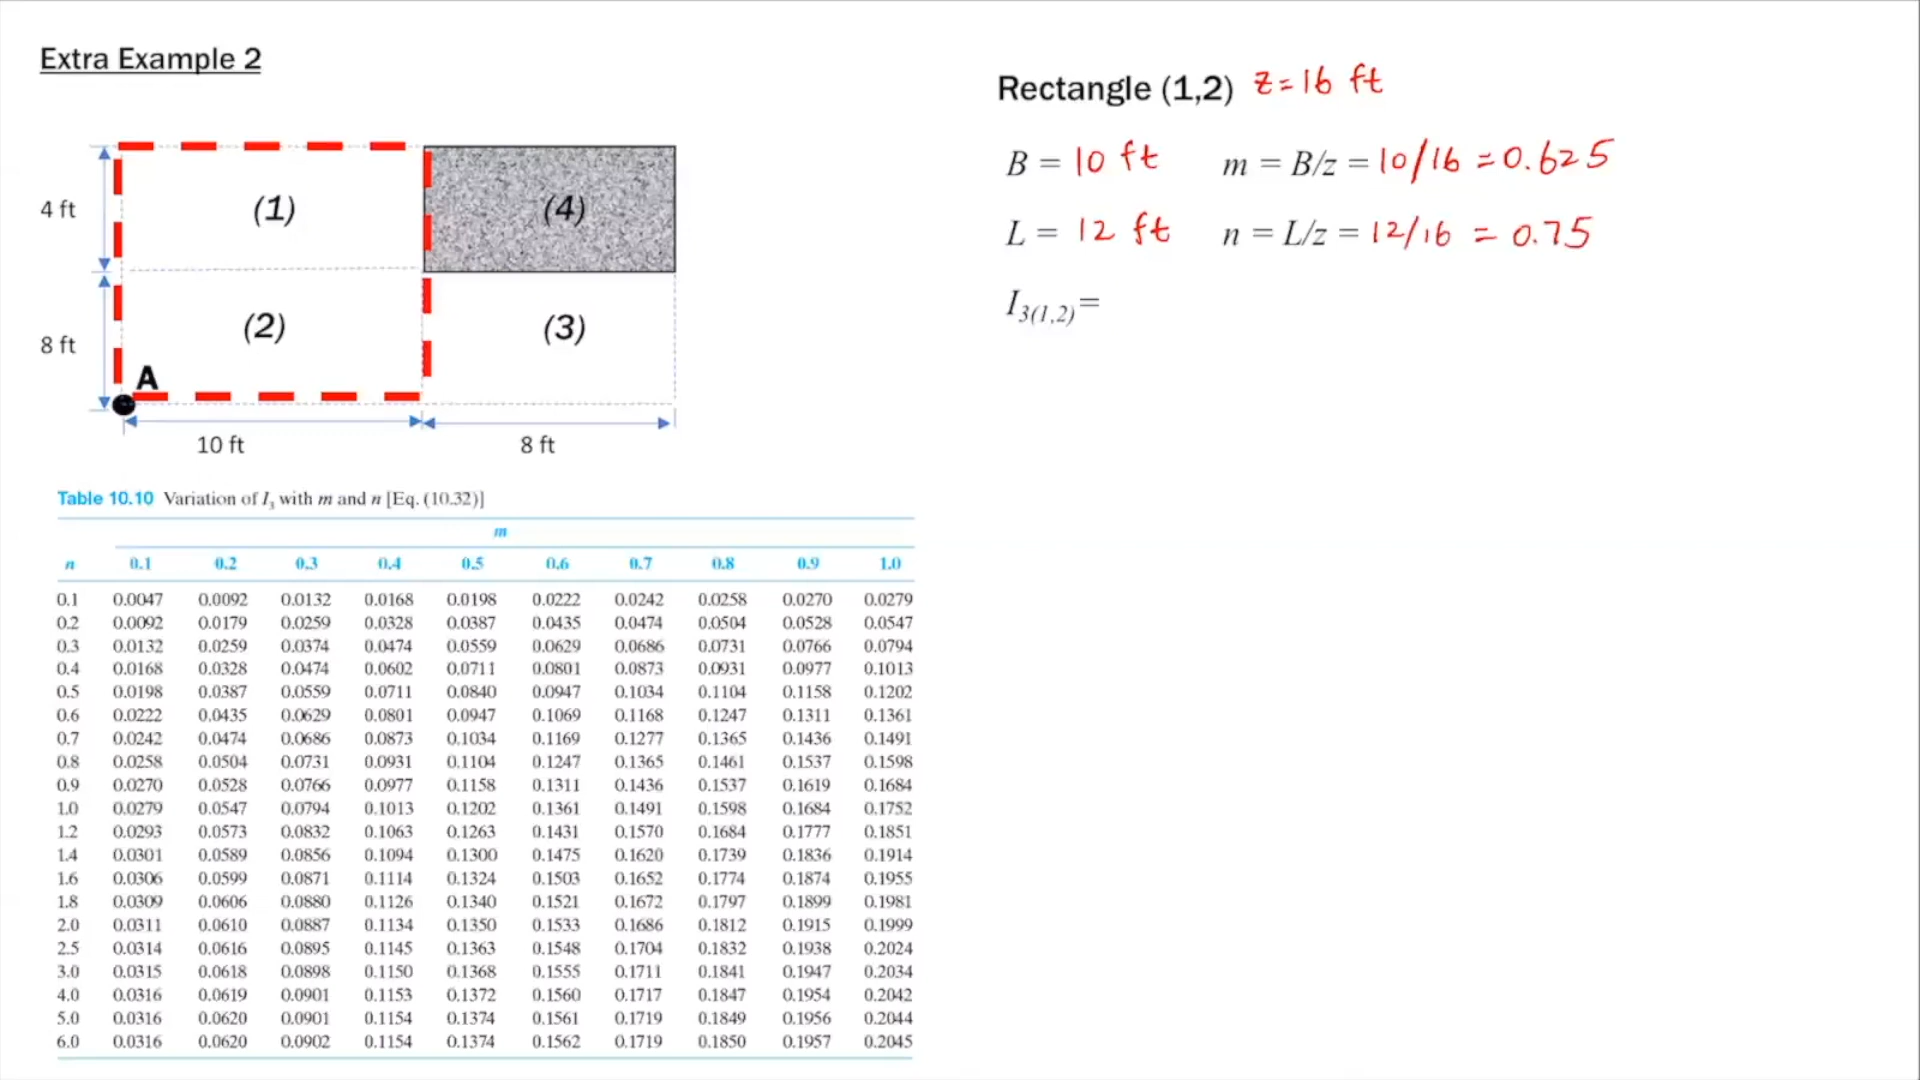 Extra Example 2
4 ft
8 ft
(1)
(4)
(2)
(3)
A
10 ft
8 ft
Rectangle (1,2) z=16 ft
B = 10 ft m = B/z = 10/16 = 0.625
L = 12 ft n = L/z = 12/16 = 0.75
I3(1,2)=
Table 10.10 Variation of I3 with m and n [Eq. (10.32)]
m
n 0.1 0.2 0.3 0.4 0.5 0.6 0.7 0.8 0.9 1.0
0.1 0.0047 0.0092 0.0132 0.0168 0.0198 0.0222 0.0242 0.0258 0.0270 0.0279
0.2 0.0092 0.0179 0.0259 0.0328 0.0387 0.0435 0.0474 0.0504 0.0528 0.0547
0.3 0.0132 0.0259 0.0374 0.0474 0.0559 0.0629 0.0686 0.0731 0.0766 0.0794
0.4 0.0168 0.0328 0.0474 0.0602 0.0711 0.0801 0.0873 0.0931 0.0977 0.1013
0.5 0.0198 0.0387 0.0559 0.0711 0.0840 0.0947 0.1034 0.1104 0.1158 0.1202
0.6 0.0222 0.0435 0.0629 0.0801 0.0947 0.1069 0.1168 0.1247 0.1311 0.1361
0.7 0.0242 0.0474 0.0686 0.0873 0.1034 0.1169 0.1277 0.1365 0.1436 0.1491
0.8 0.0258 0.0504 0.0731 0.0931 0.1104 0.1247 0.1365 0.1461 0.1537 0.1598
0.9 0.0270 0.0528 0.0766 0.0977 0.1158 0.1311 0.1436 0.1537 0.1619 0.1684
1.0 0.0279 0.0547 0.0794 0.1013 0.1202 0.1361 0.1491 0.1598 0.1684 0.1752
1.2 0.0293 0.0573 0.0832 0.1063 0.1263 0.1431 0.1570 0.1684 0.1777 0.1851
1.4 0.0301 0.0589 0.0856 0.1094 0.1300 0.1475 0.1620 0.1739 0.1836 0.1914
1.6 0.0306 0.0599 0.0871 0.1114 0.1324 0.1503 0.1652 0.1774 0.1874 0.1955
1.8 0.0309 0.0606 0.0880 0.1126 0.1340 0.1521 0.1672 0.1797 0.1899 0.1981
2.0 0.0311 0.0610 0.0887 0.1134 0.1350 0.1533 0.1686 0.1812 0.1915 0.1999
2.5 0.0314 0.0616 0.0895 0.1145 0.1363 0.1548 0.1704 0.1832 0.1938 0.2024
3.0 0.0315 0.0618 0.0898 0.1150 0.1368 0.1555 0.1711 0.1841 0.1947 0.2034
4.0 0.0316 0.0619 0.0901 0.1153 0.1372 0.1560 0.1717 0.1847 0.1954 0.2042
5.0 0.0316 0.0620 0.0901 0.1154 0.1374 0.1561 0.1719 0.1849 0.1956 0.2044
6.0 0.0316 0.0620 0.0902 0.1154 0.1374 0.1562 0.1719 0.1850 0.1957 0.2045